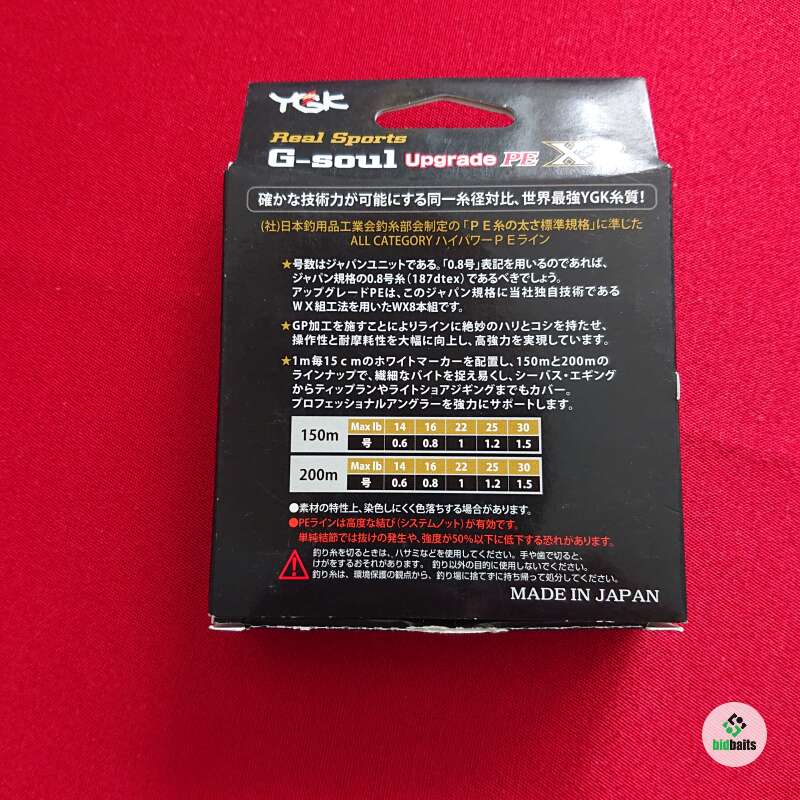 YGK
Real Sports
G-soul Upgrade PE X8
確かな技術力が可能にする同一糸径対比、世界最強YGK糸質!
(社)日本釣用品工業会釣糸部会制定の「PE糸の太さ標準規格」に準じた
ALL CATEGORY ハイパワーPEライン
★号数はジャパンユニットである。「0.8号」表記を用いるのであれば、
ジャパン規格の0.8号糸(187dtex)であるべきでしょう。
アップグレードPEは、このジャパン規格に当社独自技術である
WX組工法を用いたWX8本組です。
★GP加工を施すことによりラインに絶妙のハリとコシを持たせ、
操作性と耐摩耗性を大幅に向上し、高強力を実現しています。
★1m毎15cmのホワイトマーカーを配置し、150mと200mの
ラインナップで、繊細なバイトを捉え易くし、シーバス・エギング
からティップランやライトショアジギングまでもカバー。
プロフェッショナルアングラーを強力にサポートします。
150m Max lb 14 16 22 25 30
号 0.6 0.8 1 1.2 1.5
200m Max lb 14 16 22 25 30
号 0.6 0.8 1 1.2 1.5
●素材の特性上、染色しにくく色落ちする場合があります。
●PEラインは高度な結び(システムノット)が有効です。
単純結節では抜けの発生や、強度が50%以下に低下する恐れがあります。
釣り糸を切るときは、ハサミなどを使用してください。手や歯で切ると、
けがをするおそれがあります。釣り以外の目的に使用しないでください。
釣り糸は、環境保護の観点から、釣り場に捨てずに持ち帰って処分してください。
MADE IN JAPAN
bidbaits